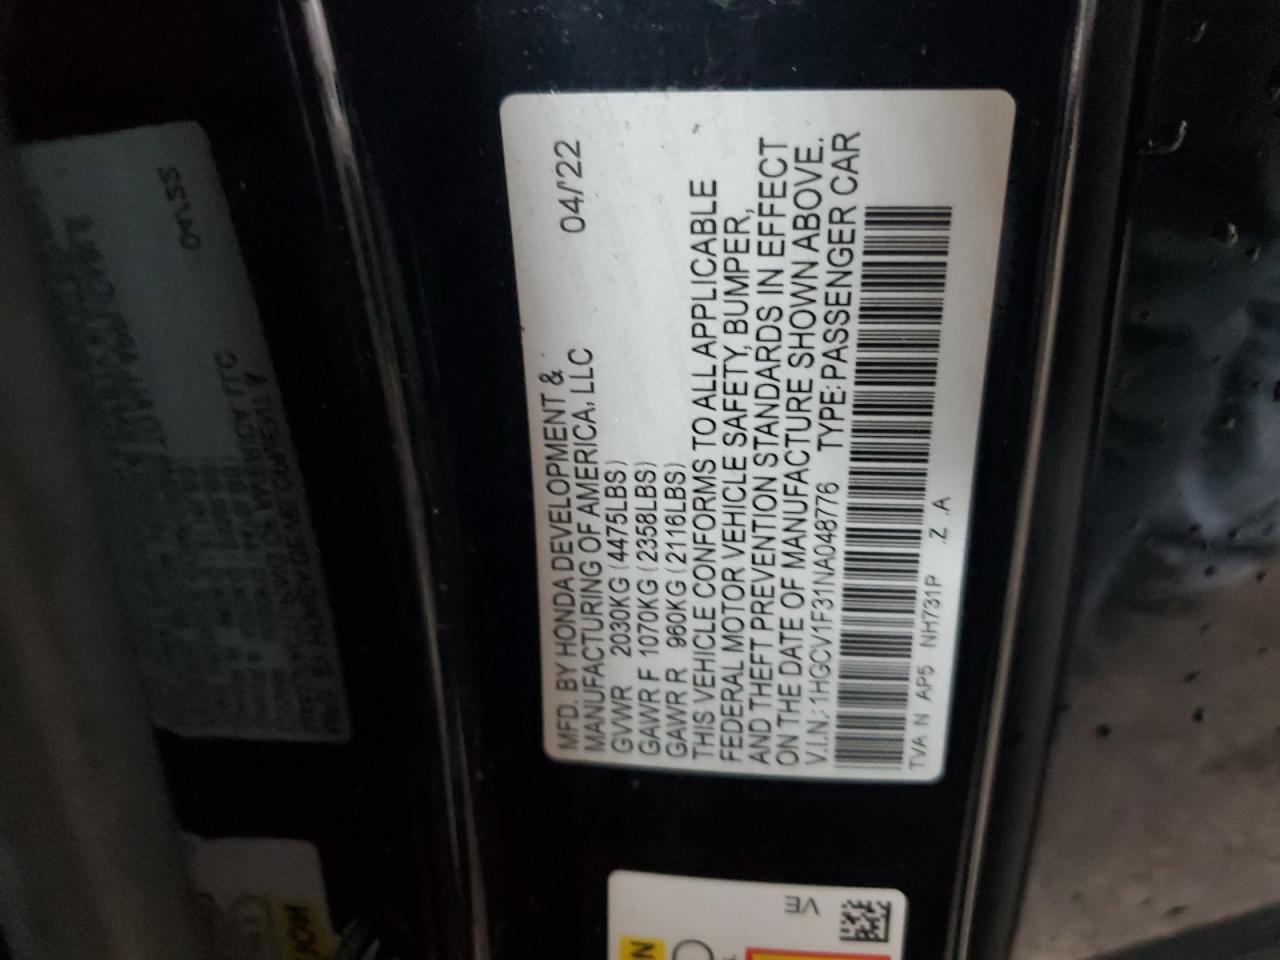 MFD. BY HONDA DEVELOPMENT &
MANUFACTURING OF AMERICA, LLC 04/'22
GVWR 2030KG (4475LBS)
GAWR F 1070KG (2358LBS)
GAWR R 960KG (2116LBS)
THIS VEHICLE CONFORMS TO ALL APPLICABLE
FEDERAL MOTOR VEHICLE SAFETY, BUMPER,
AND THEFT PREVENTION STANDARDS IN EFFECT
ON THE DATE OF MANUFACTURE SHOWN ABOVE.
V.I.N.: 1HGCV1F31NA048776 TYPE: PASSENGER CAR
TVA N AP5 NH731P .Z .A
VE